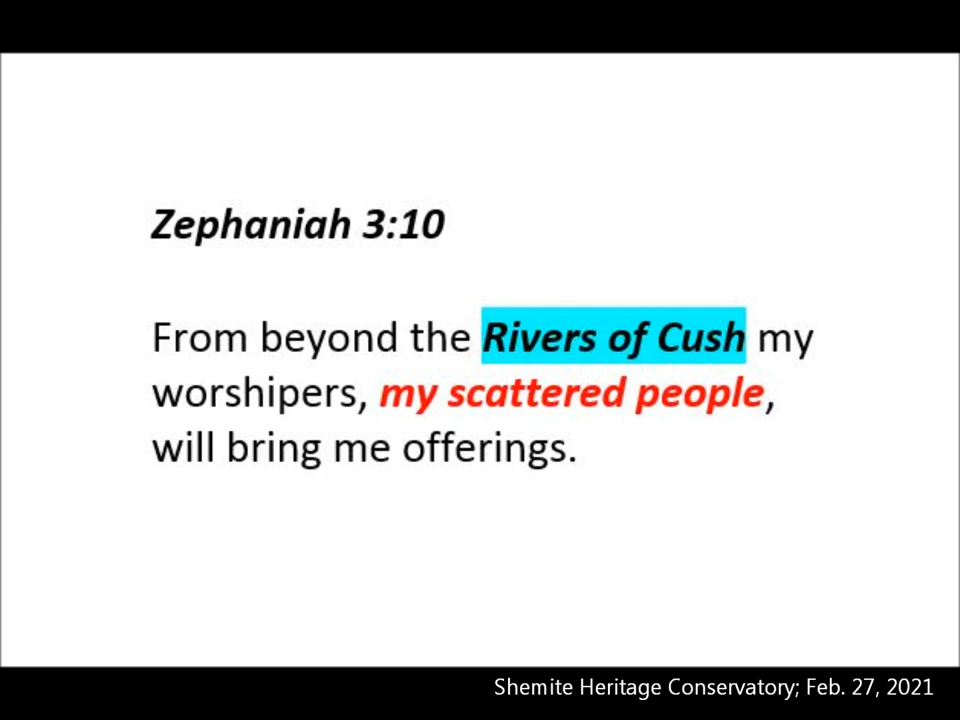 Zephaniah 3:10
From beyond the Rivers of Cush my
worshipers, my scattered people,
will bring me offerings.
Shemite Heritage Conservatory; Feb. 27, 2021